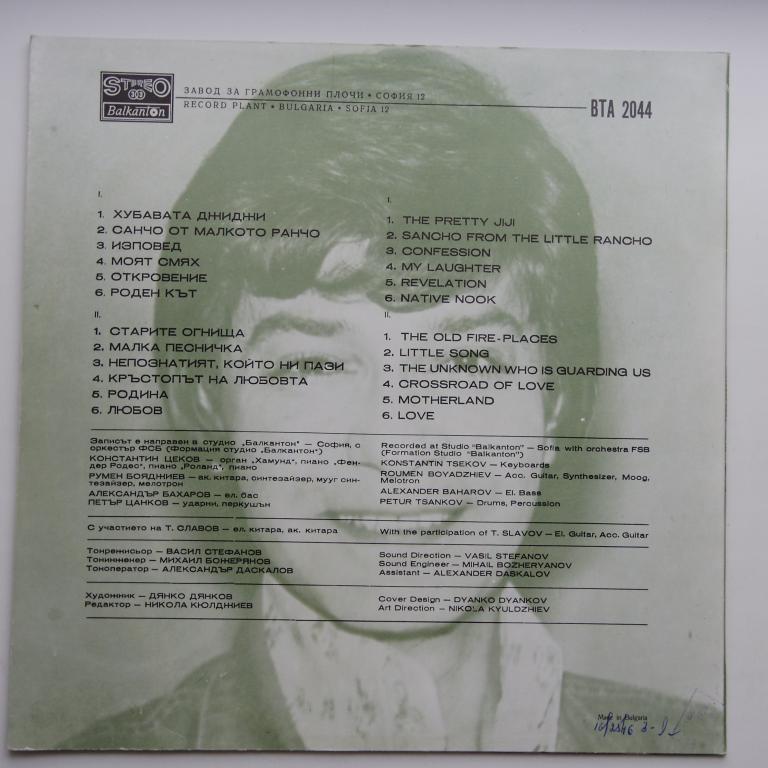 STEREO
33
Balkanton
ЗАВОД ЗА ГРАМОФОННИ ПЛОЧИ • СОФИЯ 12
RECORD PLANT • BULGARIA • SOFIA 12
ВТА 2044
I.
1. ХУБАВАТА ДЖИДЖИ
2. САНЧО ОТ МАЛКОТО РАНЧО
3. ИЗПОВЕД
4. МОЯТ СМЯХ
5. ОТКРОВЕНИЕ
6. РОДЕН КЪТ
II.
1. СТАРИТЕ ОГНИЩА
2. МАЛКА ПЕСНИЧКА
3. НЕПОЗНАТИЯТ, КОЙТО НИ ПАЗИ
4. КРЪСТОПЪТ НА ЛЮБОВТА
5. РОДИНА
6. ЛЮБОВ
I.
1. THE PRETTY JIJI
2. SANCHO FROM THE LITTLE RANCHO
3. CONFESSION
4. MY LAUGHTER
5. REVELATION
6. NATIVE NOOK
II.
1. THE OLD FIRE-PLACES
2. LITTLE SONG
3. THE UNKNOWN WHO IS GUARDING US
4. CROSSROAD OF LOVE
5. MOTHERLAND
6. LOVE
Записът е направен в студио „Балкантон" — София, с
оркестър ФСБ (Формация студио „Балкантон")
КОНСТАНТИН ЦЕКОВ — орган „Хамунд", пиано „Фен-
дер Родес", пиано „Роланд", пиано
РУМЕН БОЯДЖИЕВ — ак. китара, синтезайзер, мууг син-
тезайзер, мелотрон
АЛЕКСАНДЪР БАХАРОВ — ел. бас
ПЕТЪР ЦАНКОВ — ударни, перкушън
С участието на Т. СЛАВОВ — ел. китара, ак. китара
Тонрежисьор — ВАСИЛ СТЕФАНОВ
Тонинженер — МИХАИЛ БОЖЕРЯНОВ
Тоноператор — АЛЕКСАНДЪР ДАСКАЛОВ
Художник — ДЯНКО ДЯНКОВ
Редактор — НИКОЛА КЮЛДЖИЕВ
Recorded at Studio "Balkanton" — Sofia with orchestra FSB
(Formation Studio "Balkanton")
KONSTANTIN TSEKOV — Keyboards
ROUMEN BOYADZHIEV — Acc. Guitar, Synthesizer, Moog,
Melotron
ALEXANDER BAHAROV — El. Bass
PETUR TSANKOV — Drums, Percussion
With the participation of T. SLAVOV — El. Guitar, Acc. Guitar
Sound Direction — VASIL STEFANOV
Sound Engineer — MIHAIL BOZHERYANOV
Assistant — ALEXANDER DASKALOV
Cover Design — DYANKO DYANKOV
Art Direction — NIKOLA KYULDZHIEV
Made in Bulgaria